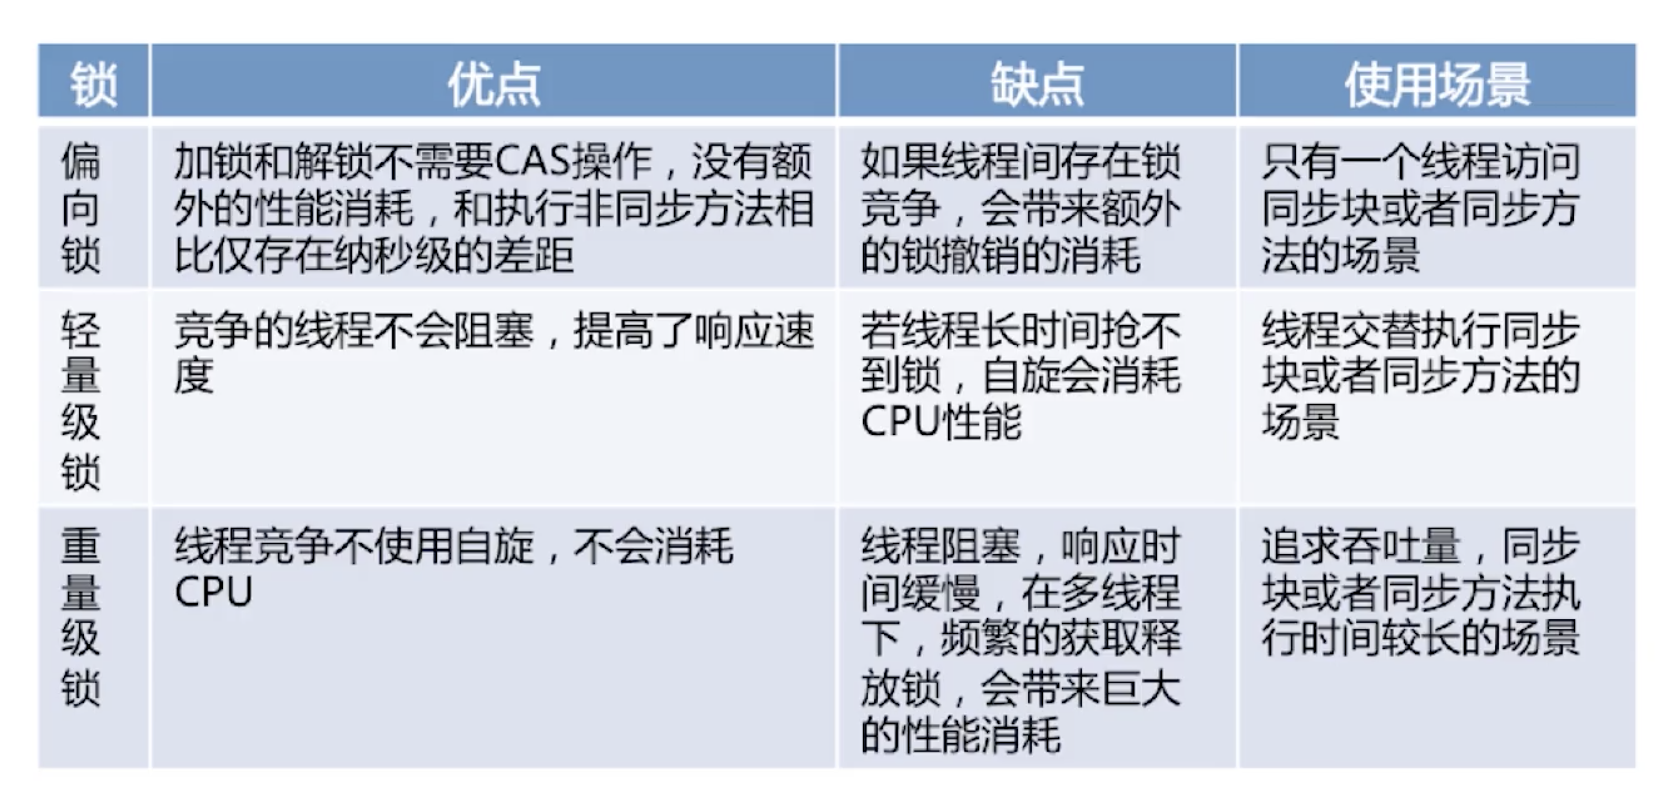 锁
优点
缺点
使用场景
偏
向
锁
加锁和解锁不需要CAS操作，没有额
外的性能消耗，和执行非同步方法相
比仅存在纳秒级的差距
如果线程间存在锁
竞争，会带来额外
的锁撤销的消耗
只有一个线程访问
同步块或者同步方
法的场景
轻
量
级
锁
竞争的线程不会阻塞，提高了响应速
度
若线程长时间抢不
到锁，自旋会消耗
CPU性能
线程交替执行同步
块或者同步方法的
场景
重
量
级
锁
线程竞争不使用自旋，不会消耗
CPU
线程阻塞，响应时
间缓慢，在多线程
下，频繁的获取释
放锁，会带来巨大
的性能消耗
追求吞吐量，同步
块或者同步方法执
行时间较长的场景